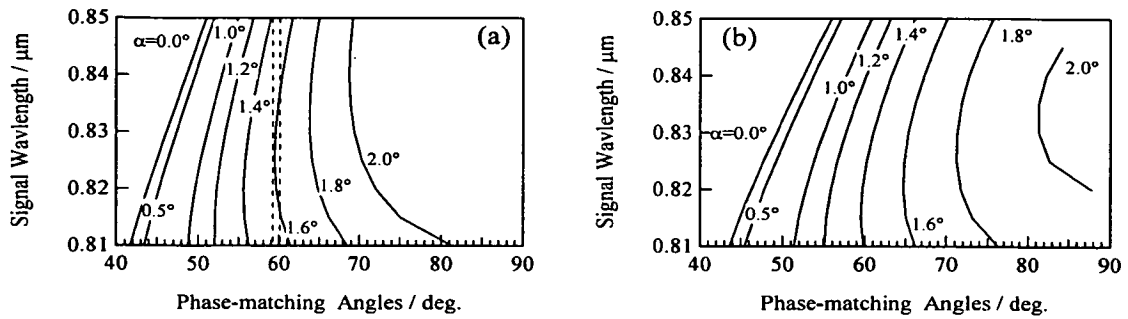 (a)
Signal Wavlength / μm
0.85
0.84
0.83
0.82
0.81
α=0.0°
1.0°
1.2°
1.4°
0.5°
1.6°
1.8°
2.0°
40 50 60 70 80 90
Phase-matching Angles / deg.
(b)
Signal Wavlength / μm
0.85
0.84
0.83
0.82
0.81
α=0.0°
0.5°
1.0°
1.2°
1.4°
1.6°
1.8°
2.0°
40 50 60 70 80 90
Phase-matching Angles / deg.